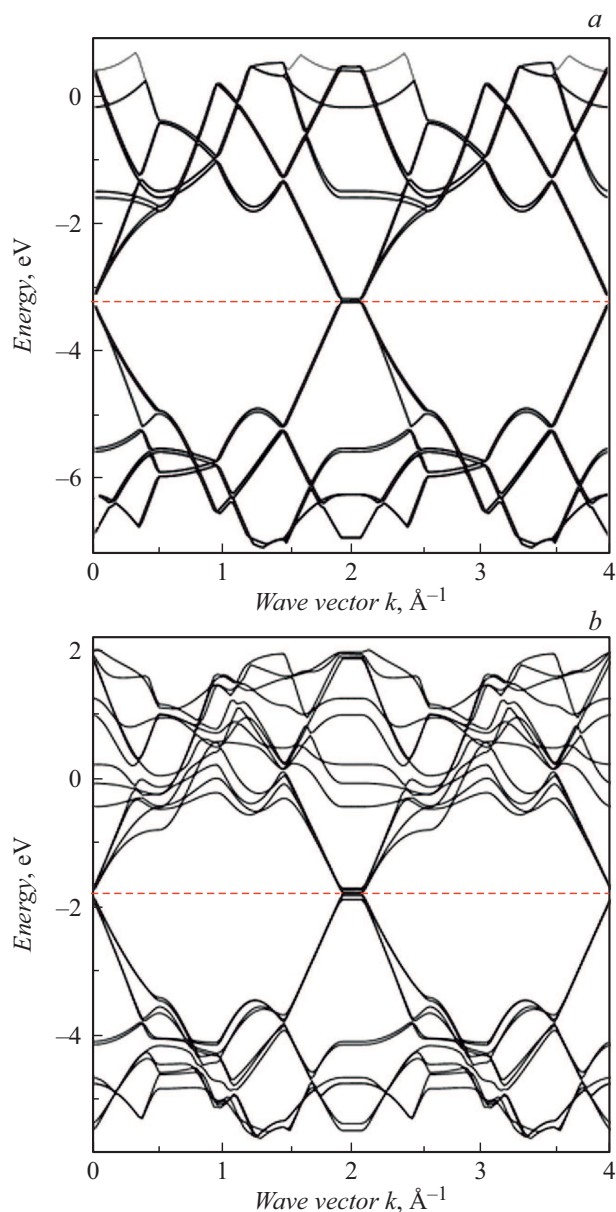 a
0
–2
–4
–6
Energy, eV
0 1 2 3 4
Wave vector k, Å–1
b
2
0
–2
–4
Energy, eV
0 1 2 3 4
Wave vector k, Å–1